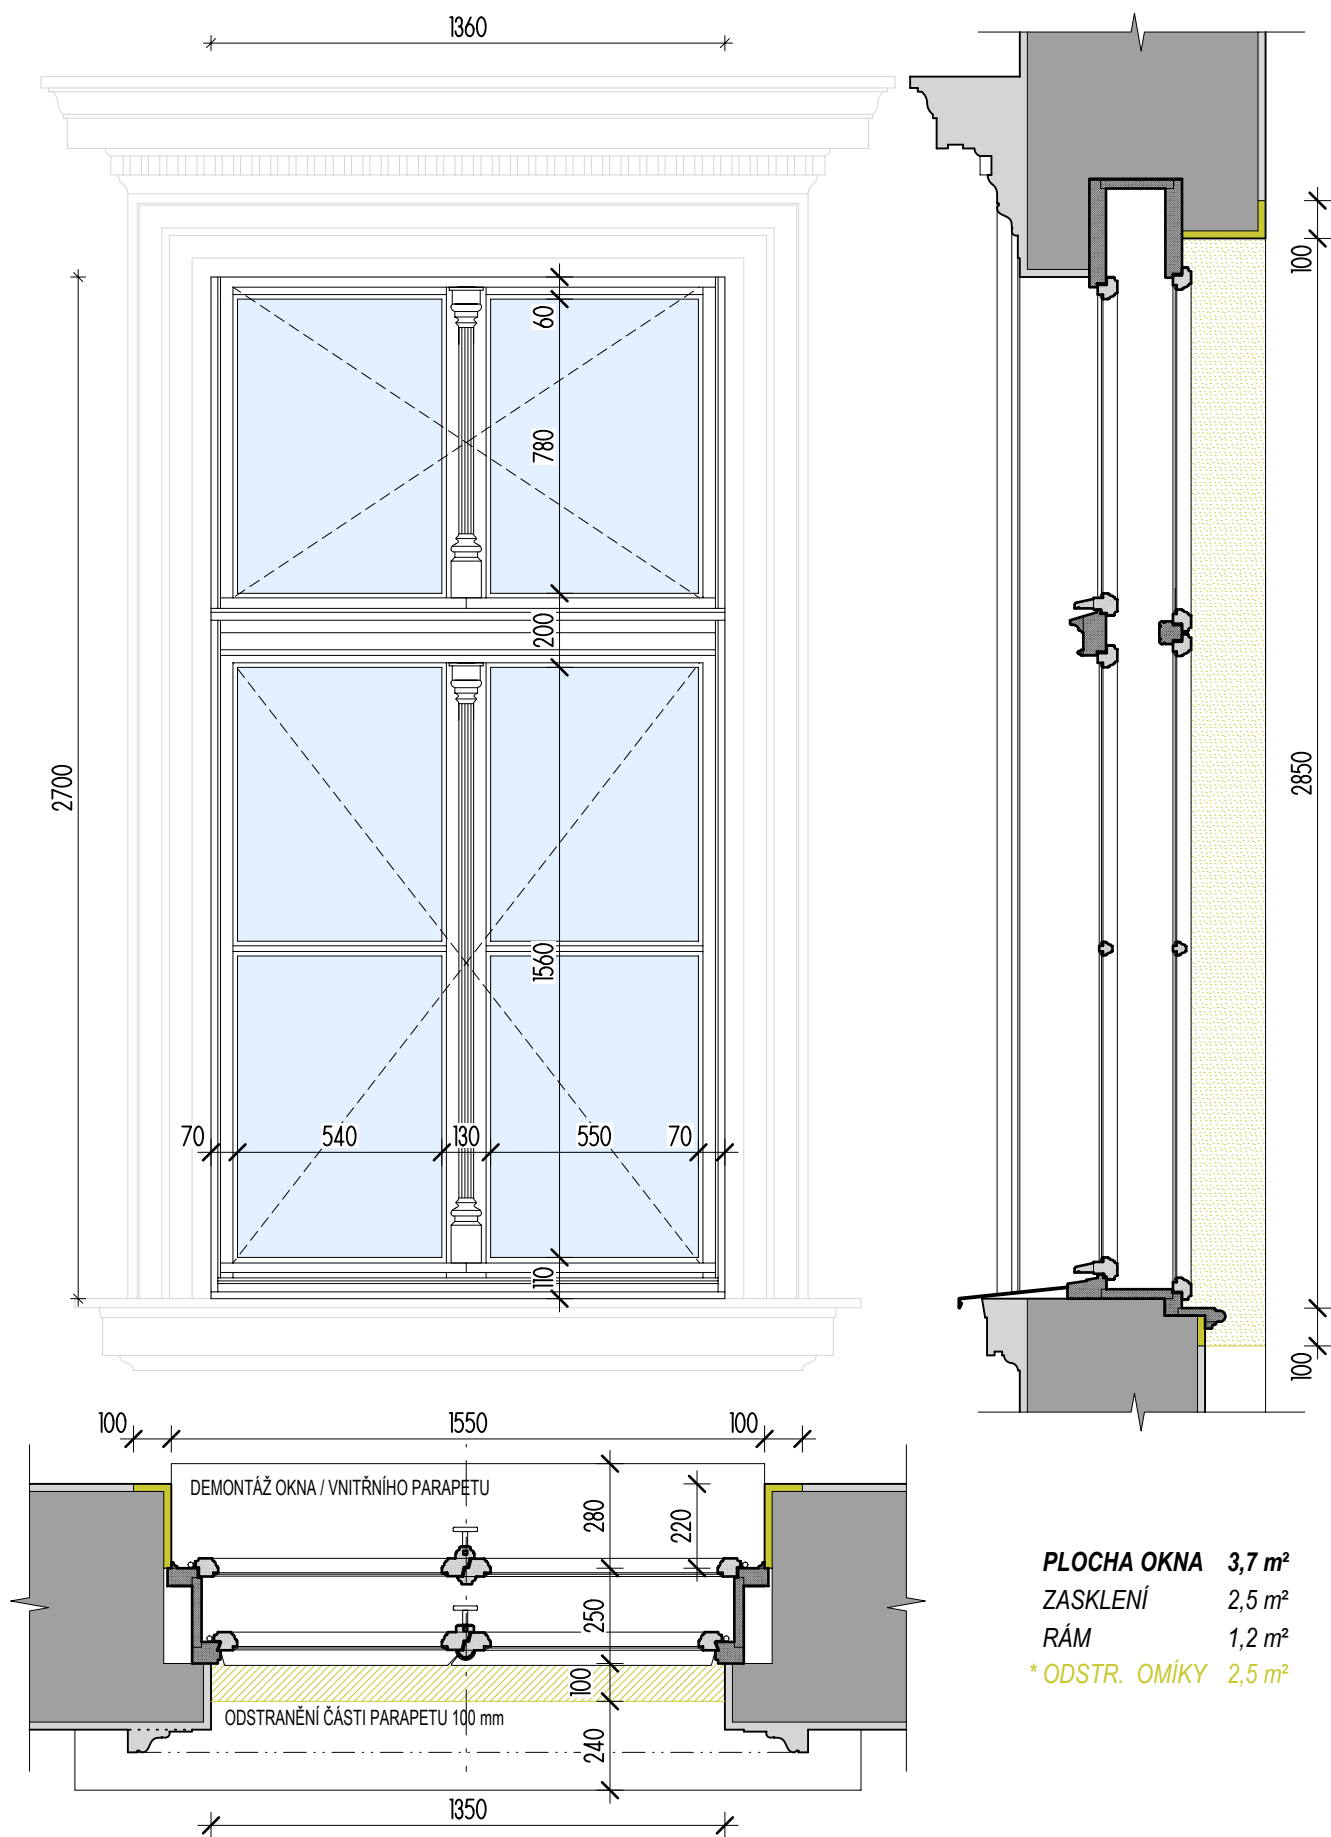 1360
100
60
780
200
2700
2850
1560
70 540 130 550 70
110
100
100 1550 100
DEMONTÁŽ OKNA / VNITŘNÍHO PARAPETU
280
220
250
100
ODSTRANĚNÍ ČÁSTI PARAPETU 100 mm
240
1350
PLOCHA OKNA 3,7 m²
ZASKLENÍ 2,5 m²
RÁM 1,2 m²
* ODSTR. OMÍKY 2,5 m²